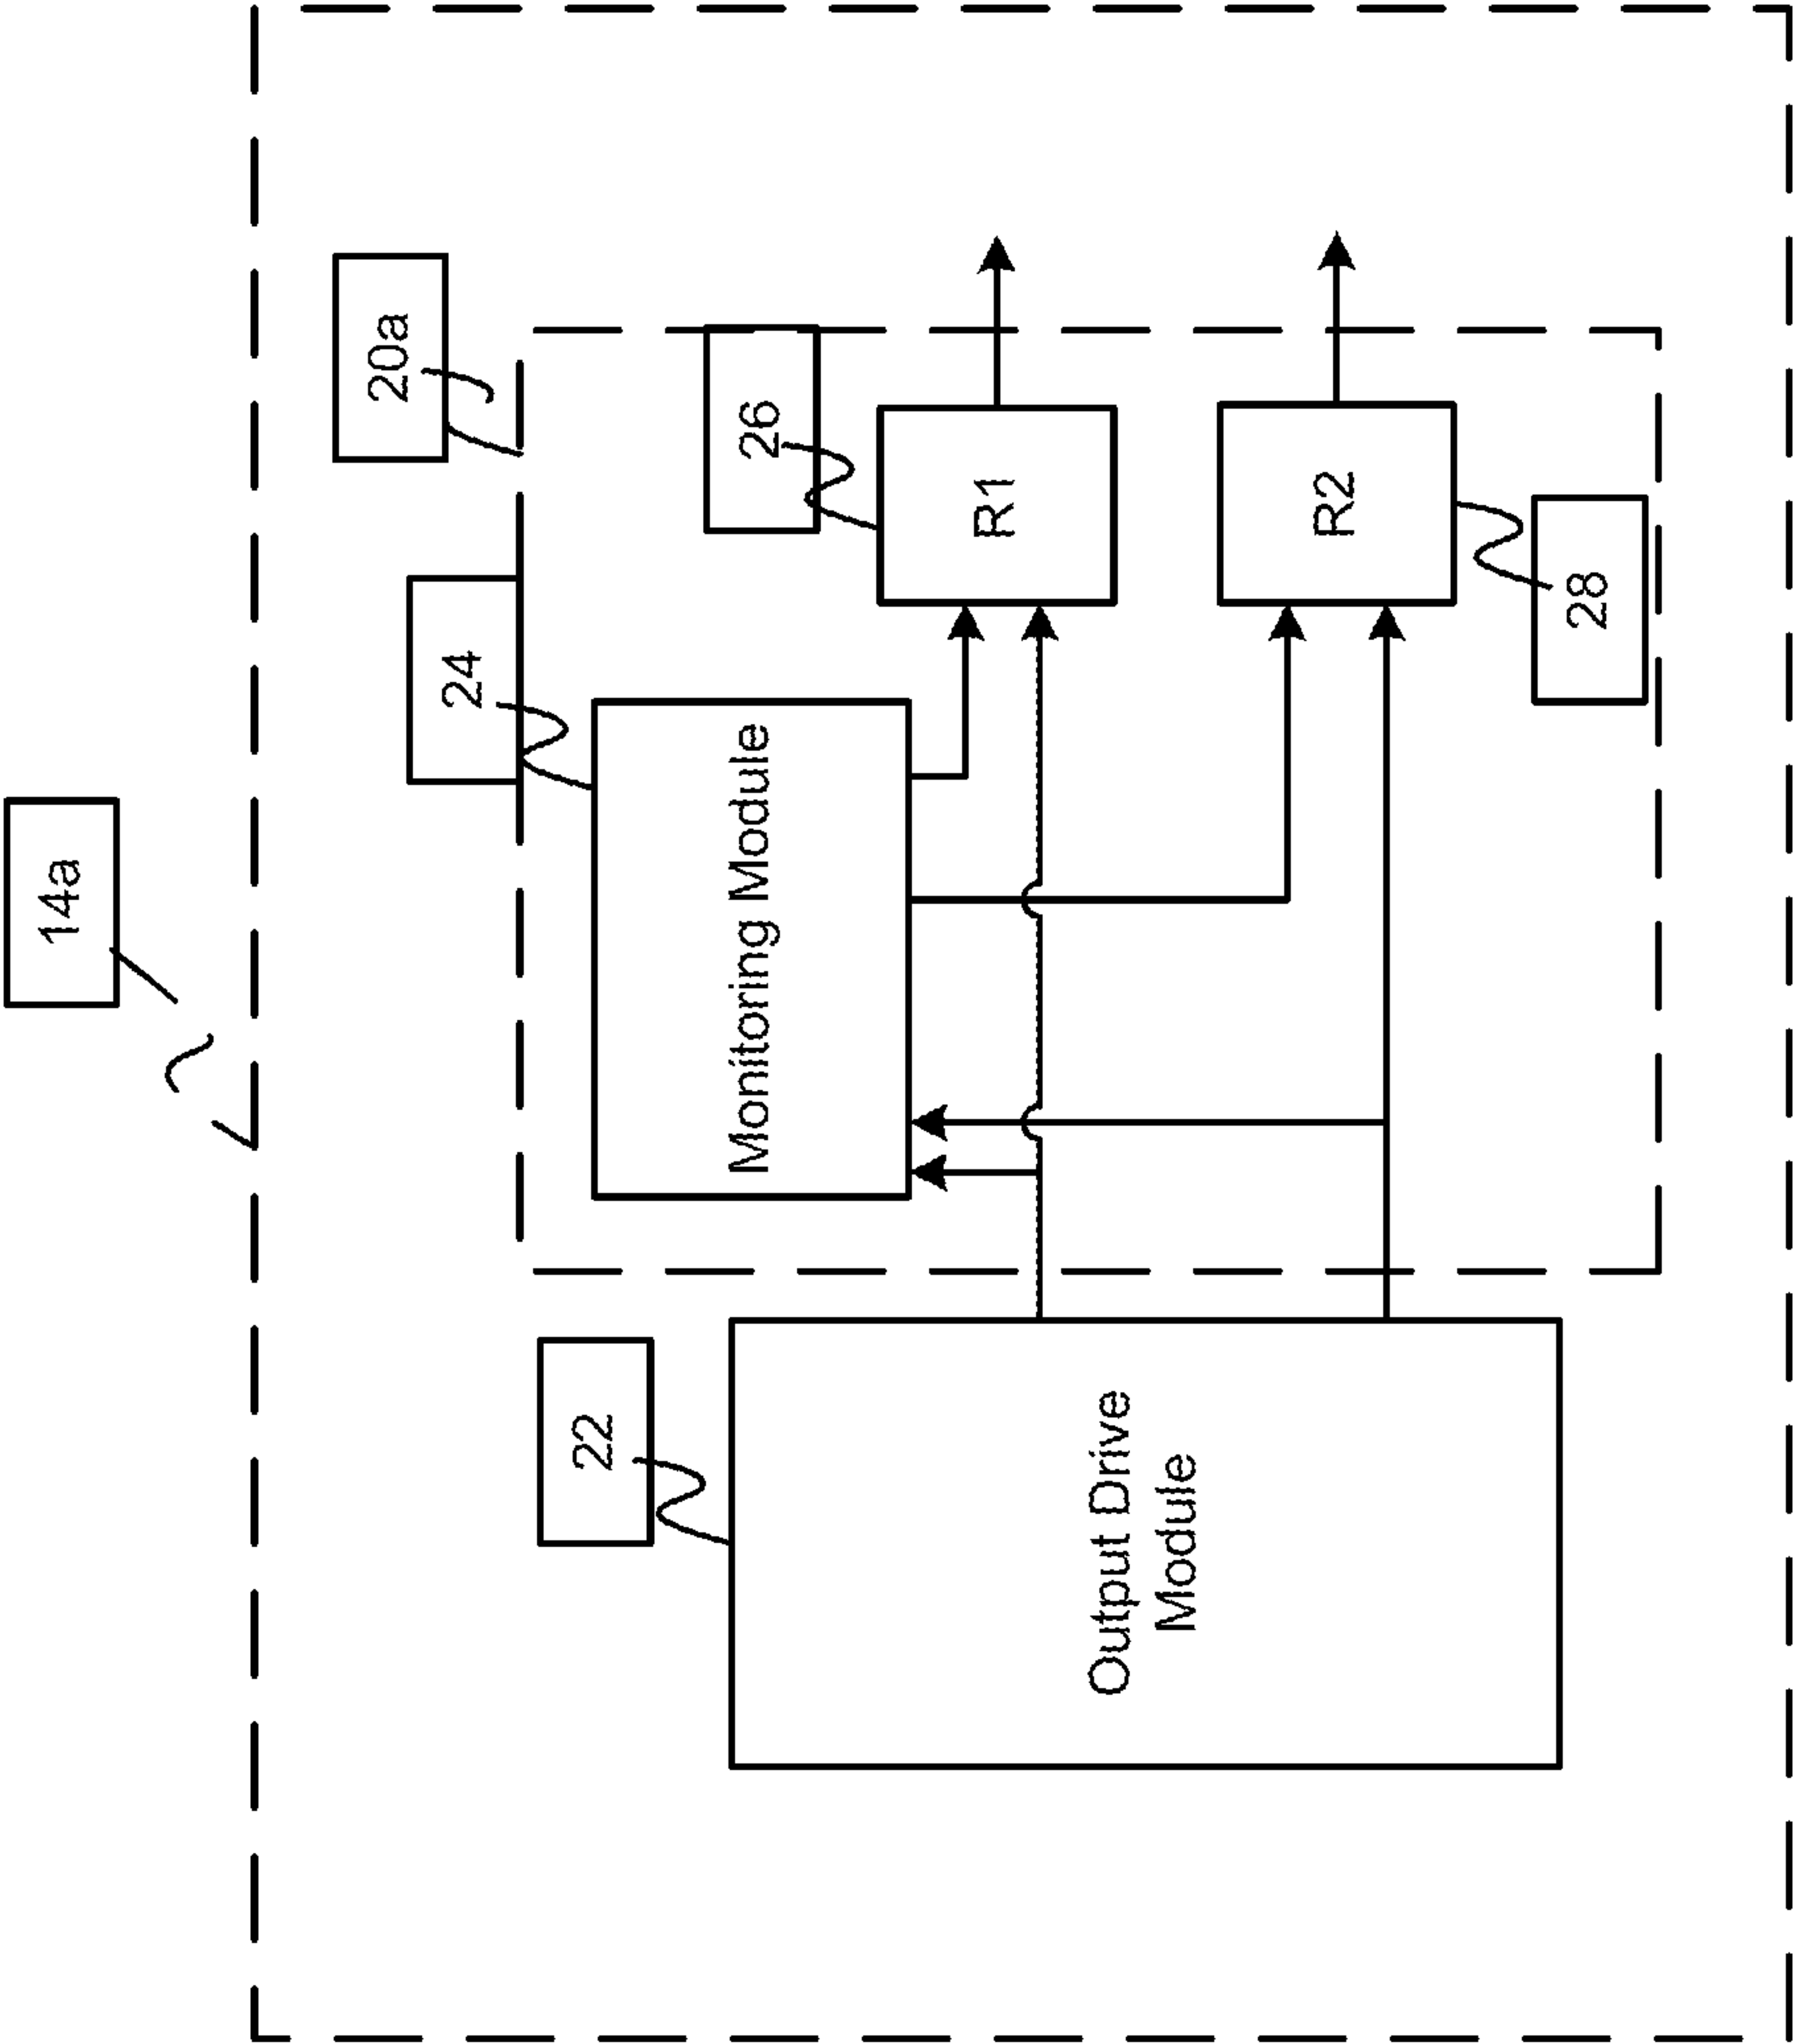 14a
20a
24
Monitoring Module
26
R1
R2
28
22
Output Drive
Module